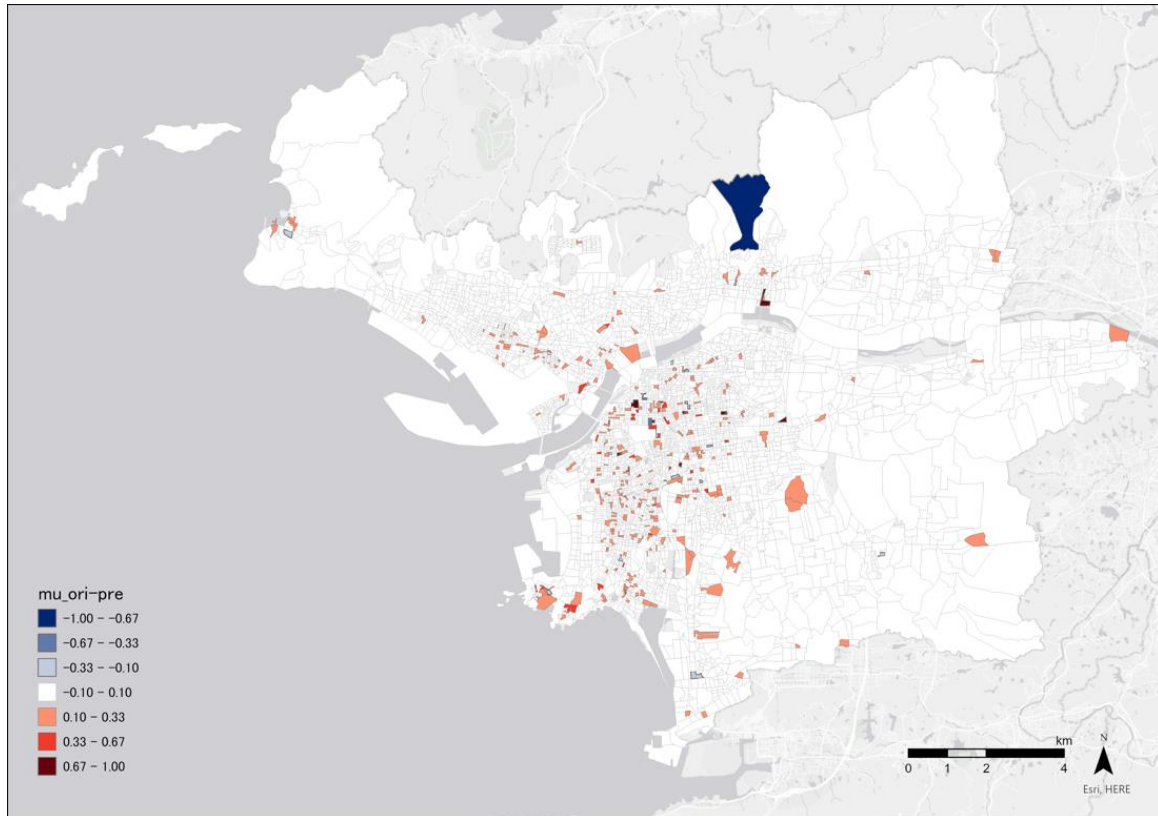 mu_ori-pre
-1.00 - -0.67
-0.67 - -0.33
-0.33 - -0.10
-0.10 - 0.10
0.10 - 0.33
0.33 - 0.67
0.67 - 1.00
km
0 1 2 4
N
Esri, HERE